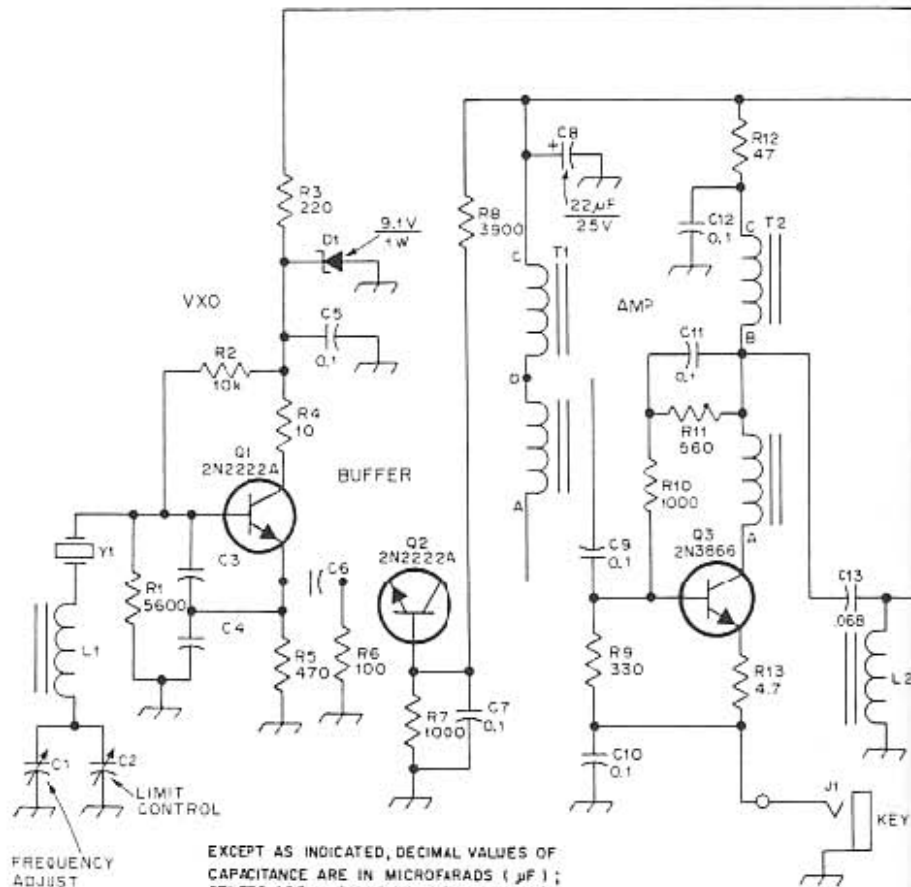 R3
220
9.1V
1W
D1
VXO
C5
0.1
R2
10k
R4
10
Q1
2N2222A
BUFFER
Y1
R1
5600
C3
C4
L1
R5
470
C6
R6
100
Q2
2N2222A
R7
1000
C7
0.1
R8
3900
+
C8
22µF
25V
C
T1
B
A
AMP
R12
47
C12
0.1
C
T2
B
C11
0.1
R11
560
R10
1000
A
Q3
2N3866
C9
0.1
R9
330
C10
0.1
R13
4.7
C13
.068
L2
J1
KEY
C1
C2
LIMIT
CONTROL
FREQUENCY
ADJUST
EXCEPT AS INDICATED, DECIMAL VALUES OF
CAPACITANCE ARE IN MICROFARADS ( µF ) ;